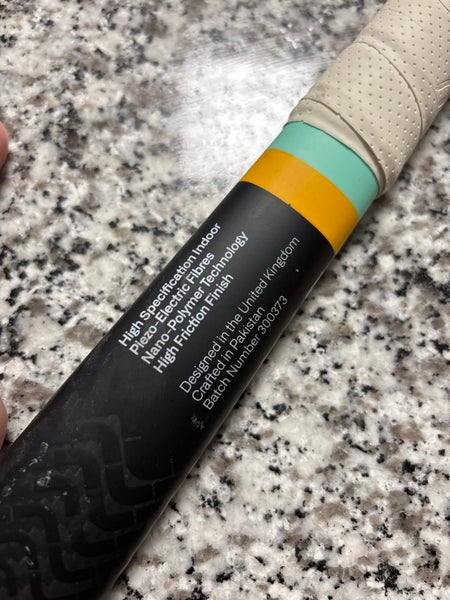 High Specification Indoor
Piezo-Electric Fibres
Nano-Polymer Technology
High Friction Finish
Designed in the United Kingdom
Crafted in Pakistan
Batch Number 300373